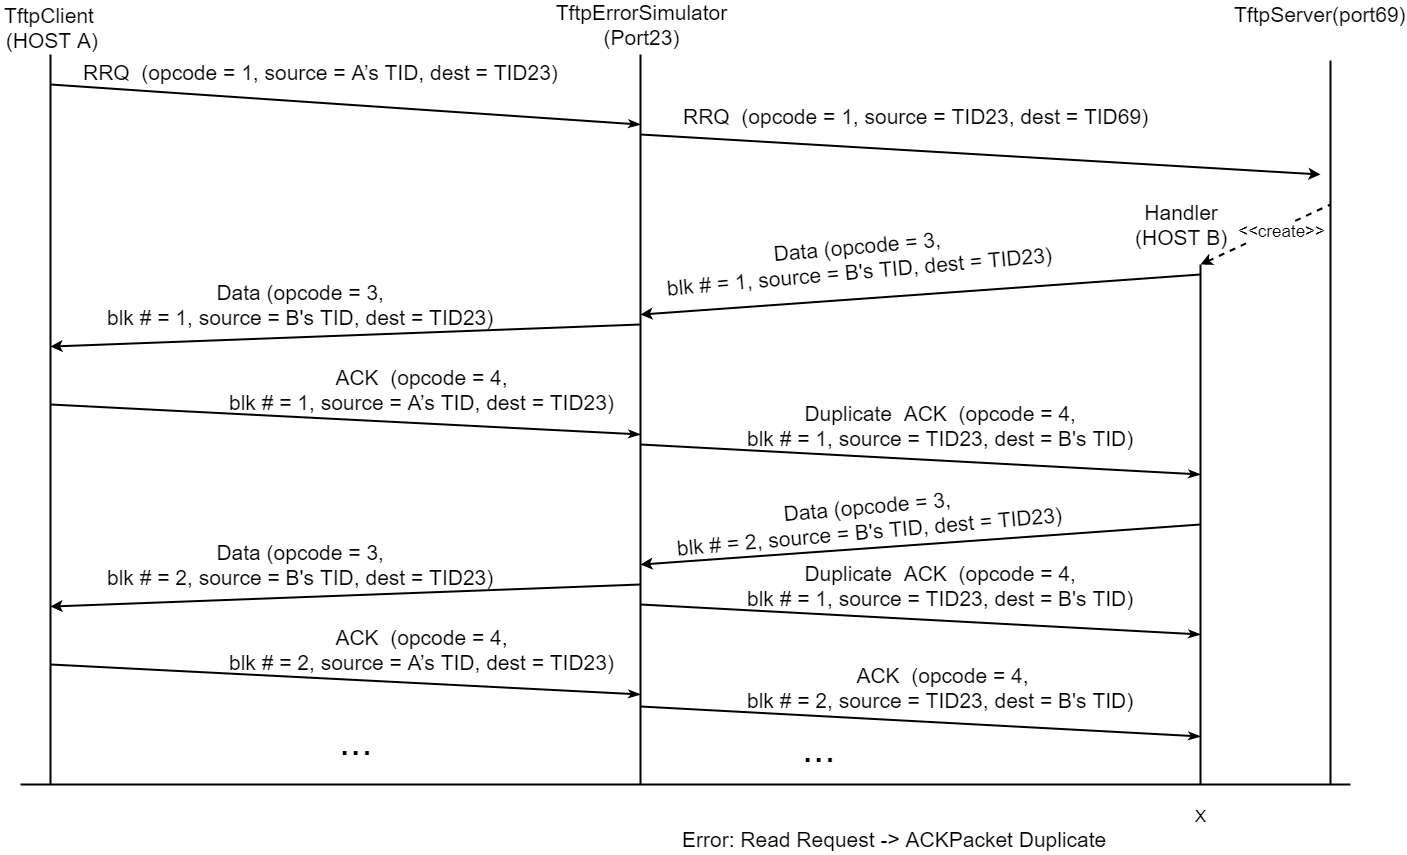 TftpClient
(HOST A)
TftpErrorSimulator
(Port23)
TftpServer(port69)
RRQ (opcode = 1, source = A’s TID, dest = TID23)
RRQ (opcode = 1, source = TID23, dest = TID69)
Handler
(HOST B)
<<create>>
Data (opcode = 3,
blk # = 1, source = B's TID, dest = TID23)
Data (opcode = 3,
blk # = 1, source = B's TID, dest = TID23)
ACK (opcode = 4,
blk # = 1, source = A’s TID, dest = TID23)
Duplicate ACK (opcode = 4,
blk # = 1, source = TID23, dest = B's TID)
Data (opcode = 3,
blk # = 2, source = B's TID, dest = TID23)
Data (opcode = 3,
blk # = 2, source = B's TID, dest = TID23)
Duplicate ACK (opcode = 4,
blk # = 1, source = TID23, dest = B's TID)
ACK (opcode = 4,
blk # = 2, source = A’s TID, dest = TID23)
ACK (opcode = 4,
blk # = 2, source = TID23, dest = B's TID)
...
...
X
Error: Read Request -> ACKPacket Duplicate